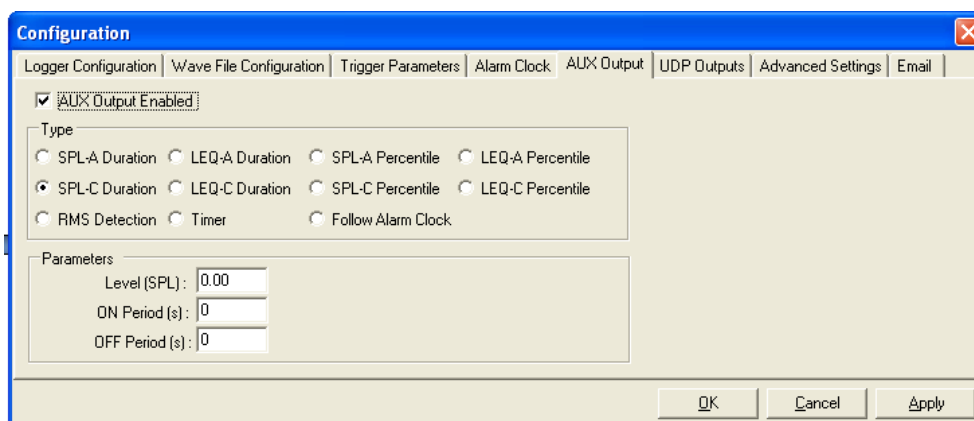 Configuration
Logger Configuration Wave File Configuration Trigger Parameters Alarm Clock AUX Output UDP Outputs Advanced Settings Email
AUX Output Enabled
Type
SPL-A Duration LEQ-A Duration SPL-A Percentile LEQ-A Percentile
SPL-C Duration LEQ-C Duration SPL-C Percentile LEQ-C Percentile
RMS Detection Timer Follow Alarm Clock
Parameters
Level (SPL) : 0.00
ON Period (s) : 0
OFF Period (s) : 0
OK Cancel Apply